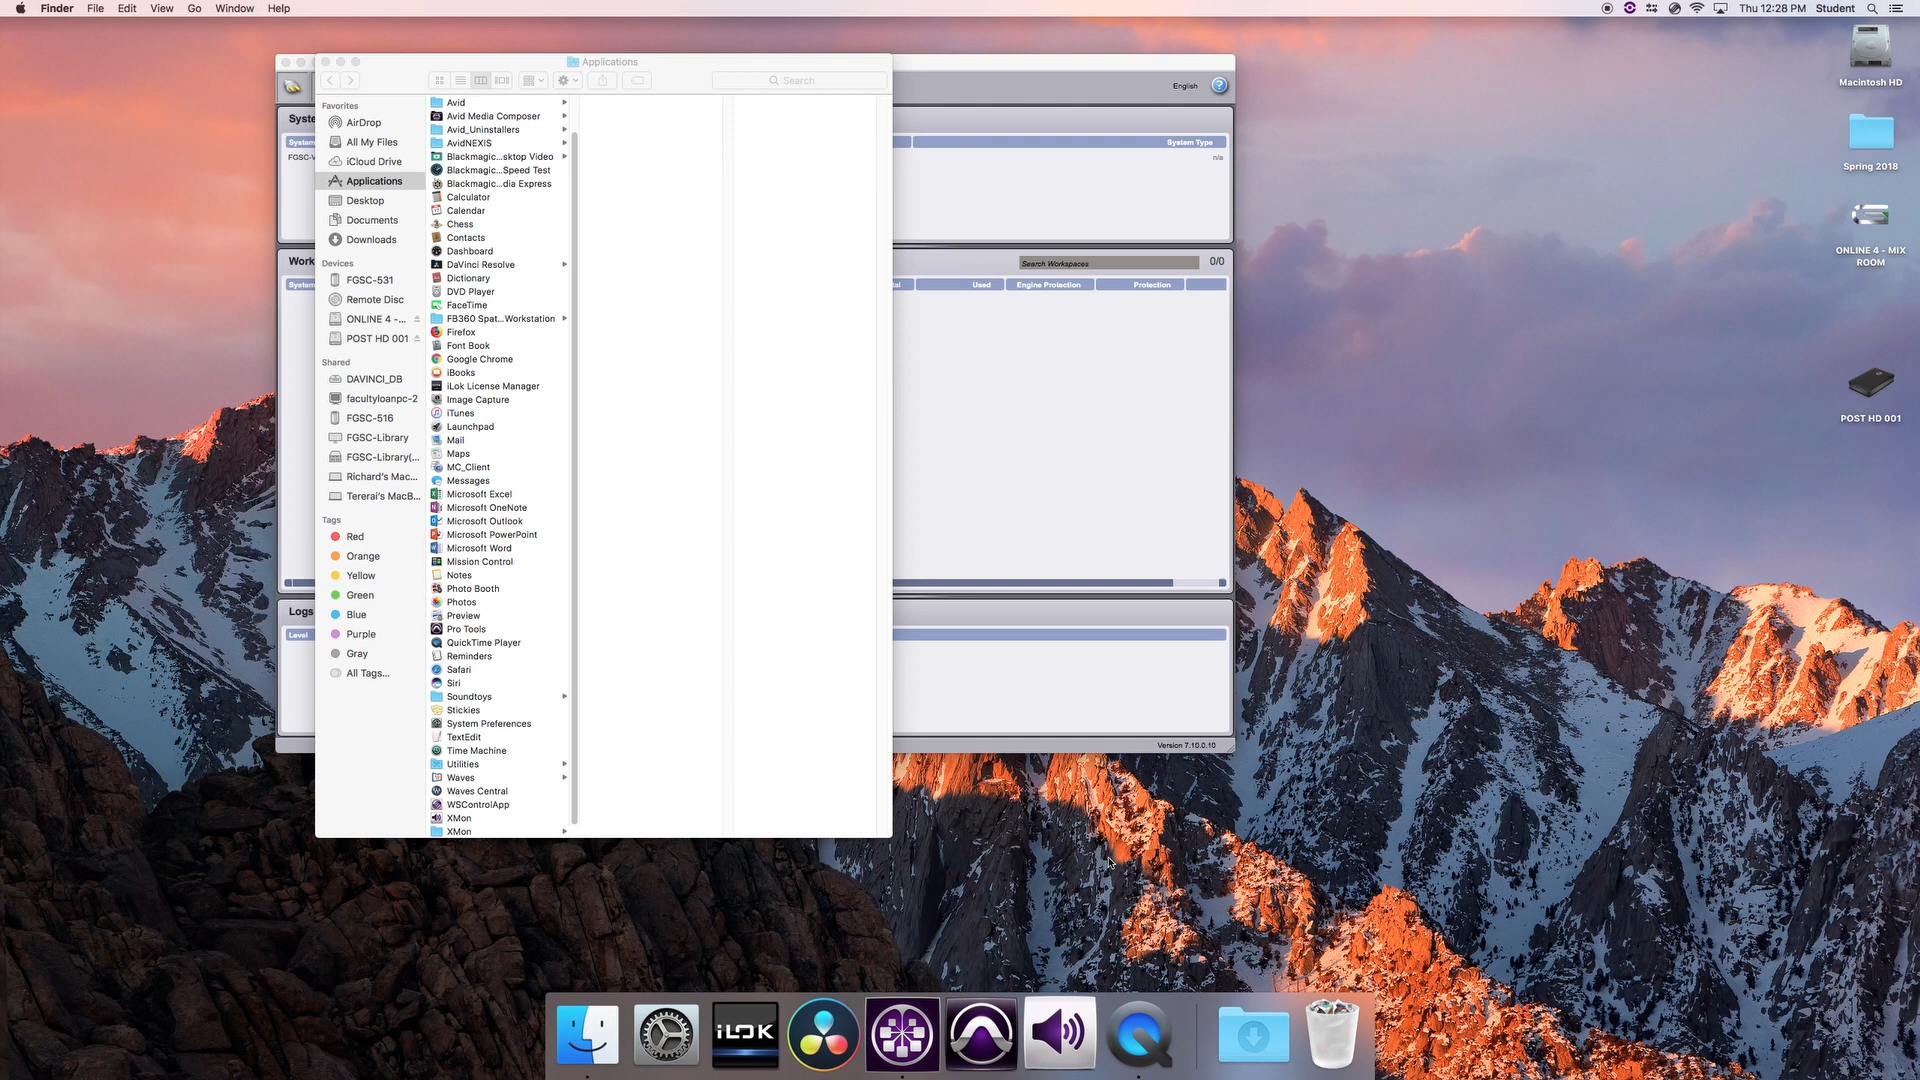 Finder File Edit View Go Window Help
Thu 12:28 PM Student
Applications
Search
Favorites
AirDrop
All My Files
iCloud Drive
Applications
Desktop
Documents
Downloads
Devices
FGSC-531
Remote Disc
ONLINE 4 -...
POST HD 001
Shared
DAVINCI_DB
facultyloanpc-2
FGSC-516
FGSC-Library
FGSC-Library(...
Richard's Mac...
Tererai's MacB...
Tags
Red
Orange
Yellow
Green
Blue
Purple
Gray
All Tags...
Avid
Avid Media Composer
Avid_Uninstallers
AvidNEXIS
Blackmagic...sktop Video
Blackmagic...Speed Test
Blackmagic...dia Express
Calculator
Calendar
Chess
Contacts
Dashboard
DaVinci Resolve
Dictionary
DVD Player
FaceTime
FB360 Spat...Workstation
Firefox
Font Book
Google Chrome
iBooks
iLok License Manager
Image Capture
iTunes
Launchpad
Mail
Maps
MC_Client
Messages
Microsoft Excel
Microsoft OneNote
Microsoft Outlook
Microsoft PowerPoint
Microsoft Word
Mission Control
Notes
Photo Booth
Photos
Preview
Pro Tools
QuickTime Player
Reminders
Safari
Siri
Soundtoys
Stickies
System Preferences
TextEdit
Time Machine
Utilities
Waves
Waves Central
WSControlApp
XMon
XMon
English
Syste
System
System Type
FGSC-V
n/a
Work
Search Workspaces 0/0
System
tal Used Engine Protection Protection
Logs
Level
Version 7.10.0.10
Macintosh HD
Spring 2018
ONLINE 4 - MIX
ROOM
POST HD 001
iLOK